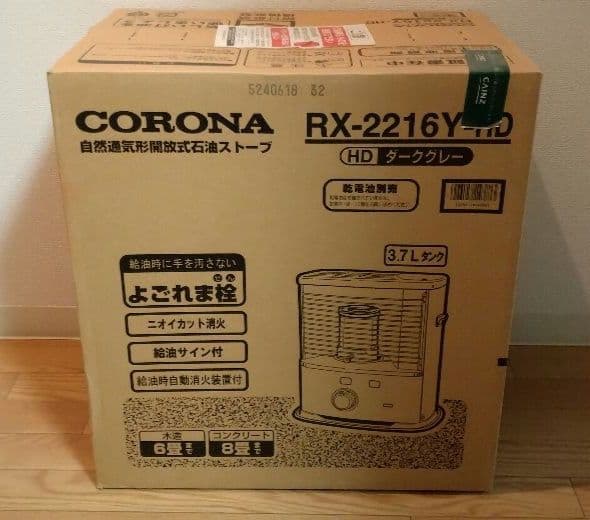 5240618 32
CAINZ
CORONA
RX-2216Y-HD
自然通気形開放式石油ストーブ
HD ダークグレー
乾電池別売
3.7Lタンク
給油時に手を汚さない
よごれま栓
せん
ニオイカット消火
給油サイン付
給油時自動消火装置付
木造
6畳まで
コンクリート
8畳まで